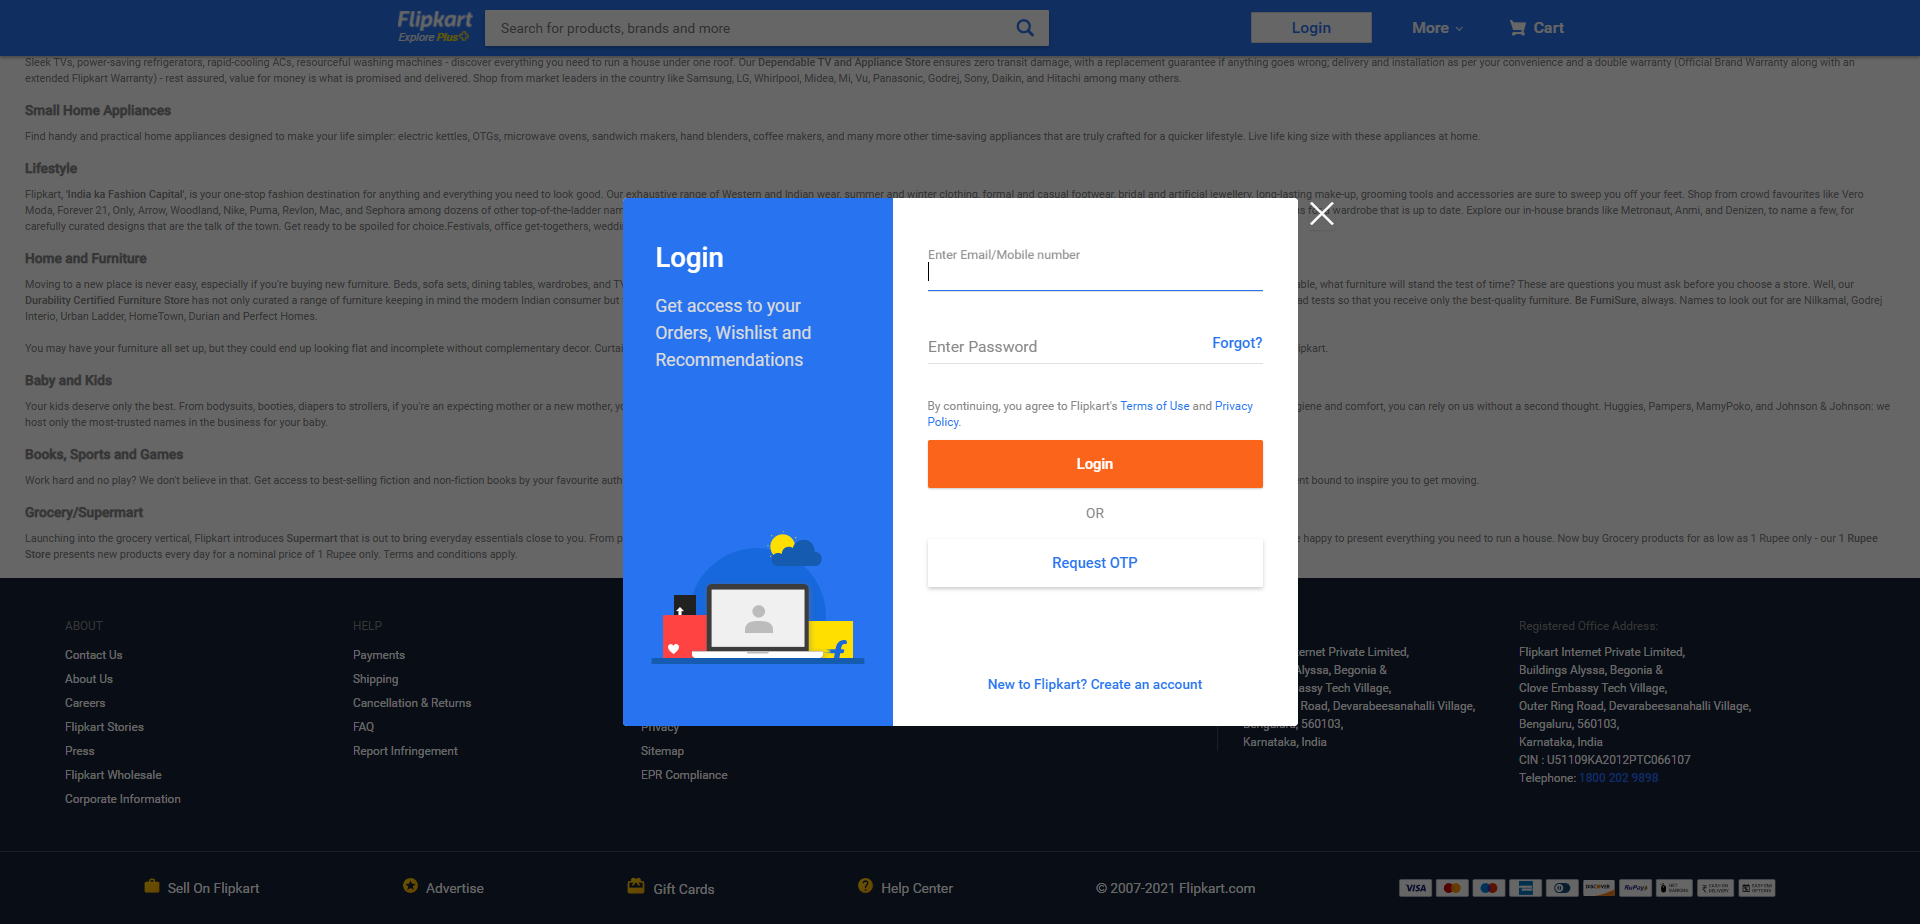 Flipkart
Explore Plus
Search for products, brands and more
Login
More
Cart
Sleek TVs, power-saving refrigerators, rapid-cooling ACs, resourceful washing machines - discover everything you need to run a house under one roof. Our Dependable TV and Appliance Store ensures zero transit damage, with a replacement guarantee if anything goes wrong; delivery and installation as per your convenience and a double warranty (Official Brand Warranty along with an
extended Flipkart Warranty) - rest assured, value for money is what is promised and delivered. Shop from market leaders in the country like Samsung, LG, Whirlpool, Midea, Mi, Vu, Panasonic, Godrej, Sony, Daikin, and Hitachi among many others.
Small Home Appliances
Find handy and practical home appliances designed to make your life simpler: electric kettles, OTGs, microwave ovens, sandwich makers, hand blenders, coffee makers, and many more other time-saving appliances that are truly crafted for a quicker lifestyle. Live life king size with these appliances at home.
Lifestyle
Flipkart, 'India ka Fashion Capital', is your one-stop fashion destination for anything and everything you need to look good. Our exhaustive range of Western and Indian wear, summer and winter clothing, formal and casual footwear, bridal and artificial jewellery, long-lasting make-up, grooming tools and accessories are sure to sweep you off your feet. Shop from crowd favourites like Vero
Moda, Forever 21, Only, Arrow, Woodland, Nike, Puma, Revlon, Mac, and Sephora among dozens of other top-of-the-ladder wardrobe that is up to date. Explore our in-house brands like Metronaut, Anmi, and Denizen, to name a few, for
carefully curated designs that are the talk of the town. Get ready to be spoiled for choice.Festivals, office get-togethers,
Home and Furniture
Moving to a new place is never easy, especially if you're buying new furniture. Beds, sofa sets, dining tables, wardrobes, and what furniture will stand the test of time? These are questions you must ask before you choose a store. Well, our
Durability Certified Furniture Store has not only curated a range of furniture keeping in mind the modern Indian consumer but tests so that you receive only the best-quality furniture. Be FurniSure, always. Names to look out for are Nilkamal, Godrej
Interio, Urban Ladder, HomeTown, Durian and Perfect Homes.
You may have your furniture all set up, but they could end up looking flat and incomplete without complementary decor.
Baby and Kids
Your kids deserve only the best. From bodysuits, booties, diapers to strollers, if you're an expecting mother or a new mother, and comfort, you can rely on us without a second thought. Huggies, Pampers, MamyPoko, and Johnson & Johnson: we
host only the most-trusted names in the business for your baby.
Books, Sports and Games
Work hard and no play? We don't believe in that. Get access to best-selling fiction and non-fiction books by your favourite bound to inspire you to get moving.
Grocery/Supermart
Launching into the grocery vertical, Flipkart introduces Supermart that is out to bring everyday essentials close to you. From happy to present everything you need to run a house. Now buy Grocery products for as low as 1 Rupee only - our 1 Rupee
Store presents new products every day for a nominal price of 1 Rupee only. Terms and conditions apply.
Login
Get access to your
Orders, Wishlist and
Recommendations
Enter Email/Mobile number
Enter Password
Forgot?
By continuing, you agree to Flipkart's Terms of Use and Privacy
Policy.
Login
OR
Request OTP
New to Flipkart? Create an account
ABOUT
Contact Us
About Us
Careers
Flipkart Stories
Press
Flipkart Wholesale
Corporate Information
HELP
Payments
Shipping
Cancellation & Returns
FAQ
Report Infringement
Privacy
Sitemap
EPR Compliance
Private Limited,
Alyssa, Begonia &
Tech Village,
Road, Devarabeesanahalli Village,
Bengaluru, 560103,
Karnataka, India
Registered Office Address:
Flipkart Internet Private Limited,
Buildings Alyssa, Begonia &
Clove Embassy Tech Village,
Outer Ring Road, Devarabeesanahalli Village,
Bengaluru, 560103,
Karnataka, India
CIN : U51109KA2012PTC066107
Telephone: 1800 202 9898
Sell On Flipkart
Advertise
Gift Cards
Help Center
© 2007-2021 Flipkart.com
VISA
DISCOVER
RuPay